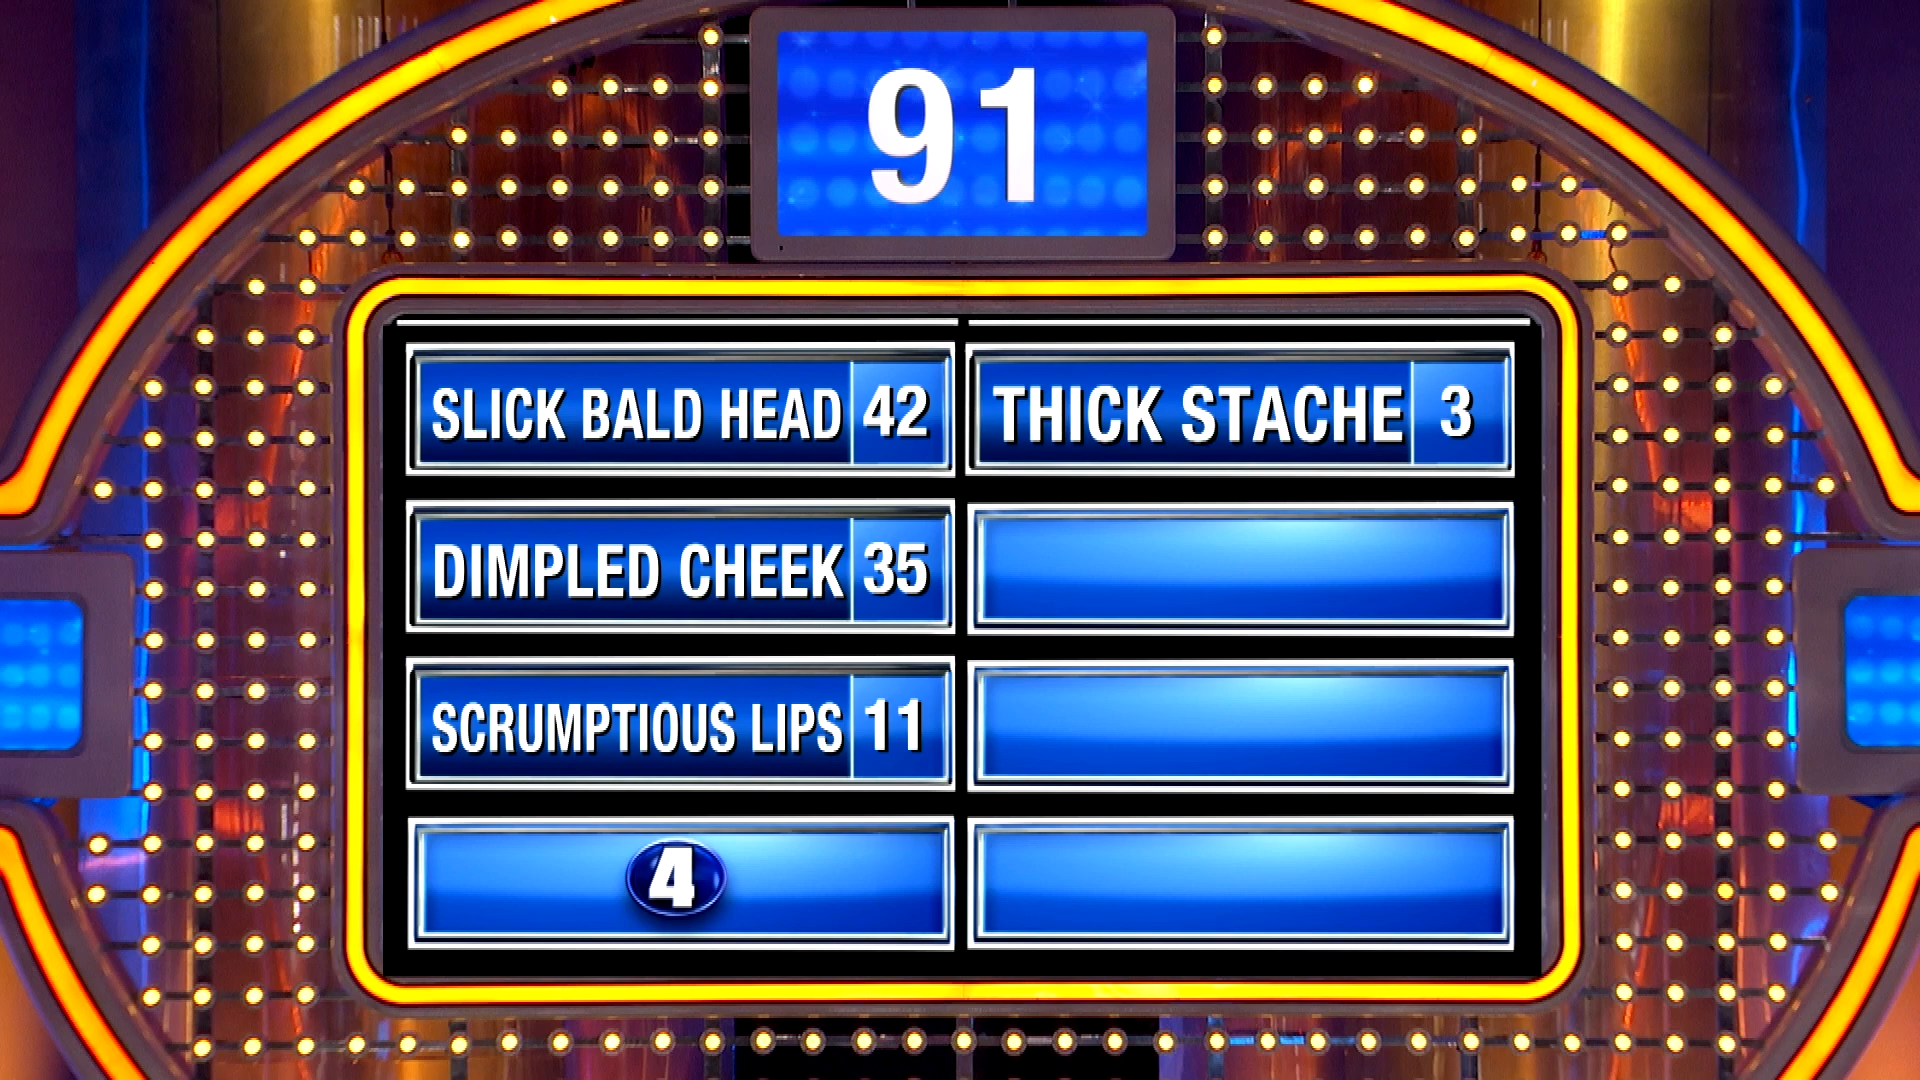 91
SLICK BALD HEAD 42
THICK STACHE 3
DIMPLED CHEEK 35
SCRUMPTIOUS LIPS 11
4